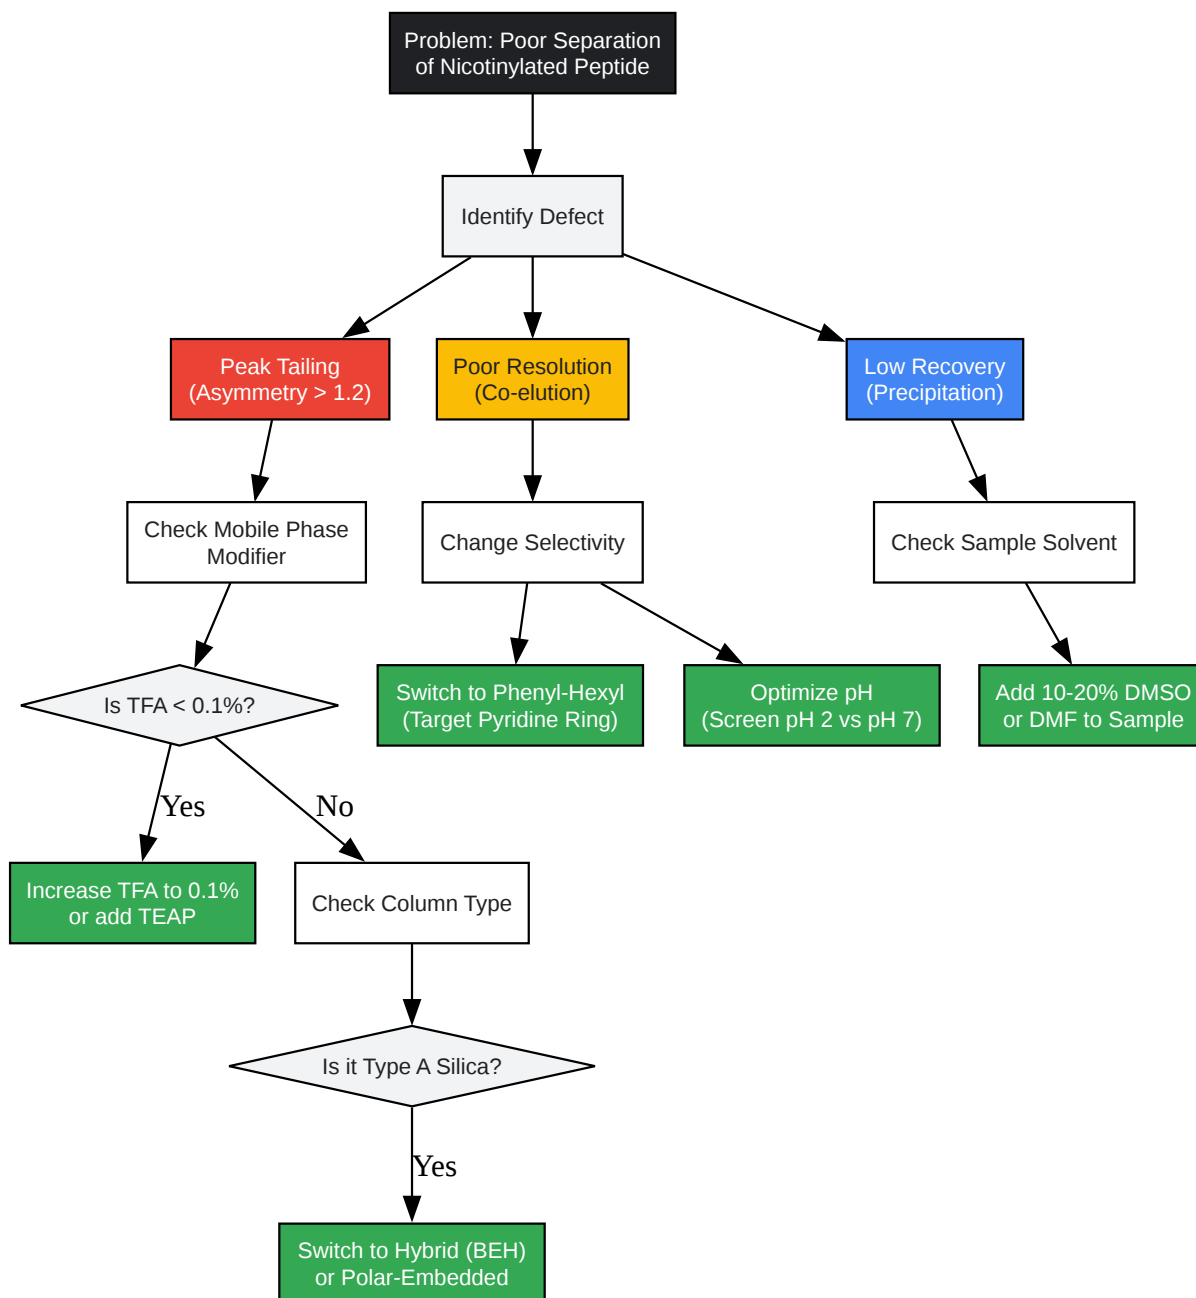 Problem: Poor Separation
of Nicotinylated Peptide
Identify Defect
Peak Tailing
(Asymmetry > 1.2)
Poor Resolution
(Co-elution)
Low Recovery
(Precipitation)
Check Mobile Phase
Modifier
Change Selectivity
Check Sample Solvent
Is TFA < 0.1%?
Switch to Phenyl-Hexyl
(Target Pyridine Ring)
Optimize pH
(Screen pH 2 vs pH 7)
Add 10-20% DMSO
or DMF to Sample
Yes
No
Increase TFA to 0.1%
or add TEAP
Check Column Type
Is it Type A Silica?
Yes
Switch to Hybrid (BEH)
or Polar-Embedded